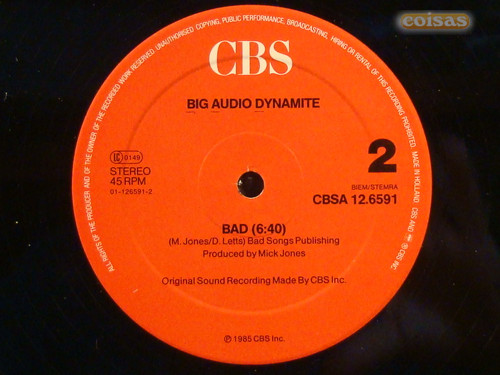 coisas
ALL RIGHTS OF THE PRODUCER AND OF THE OWNER OF THE RECORDED WORK RESERVED. UNAUTHORISED COPYING, PUBLIC PERFORMANCE, BROADCASTING, HIRING OR RENTAL OF THIS RECORDING PROHIBITED. MADE IN HOLLAND
CBS
BIG AUDIO DYNAMITE
LC 0149
STEREO
45 RPM
01-126591-2
2
BIEM/STEMRA
CBSA 12.6591
BAD (6:40)
(M. Jones/D. Letts) Bad Songs Publishing
Produced by Mick Jones
Original Sound Recording Made By CBS Inc.
℗ 1985 CBS Inc.